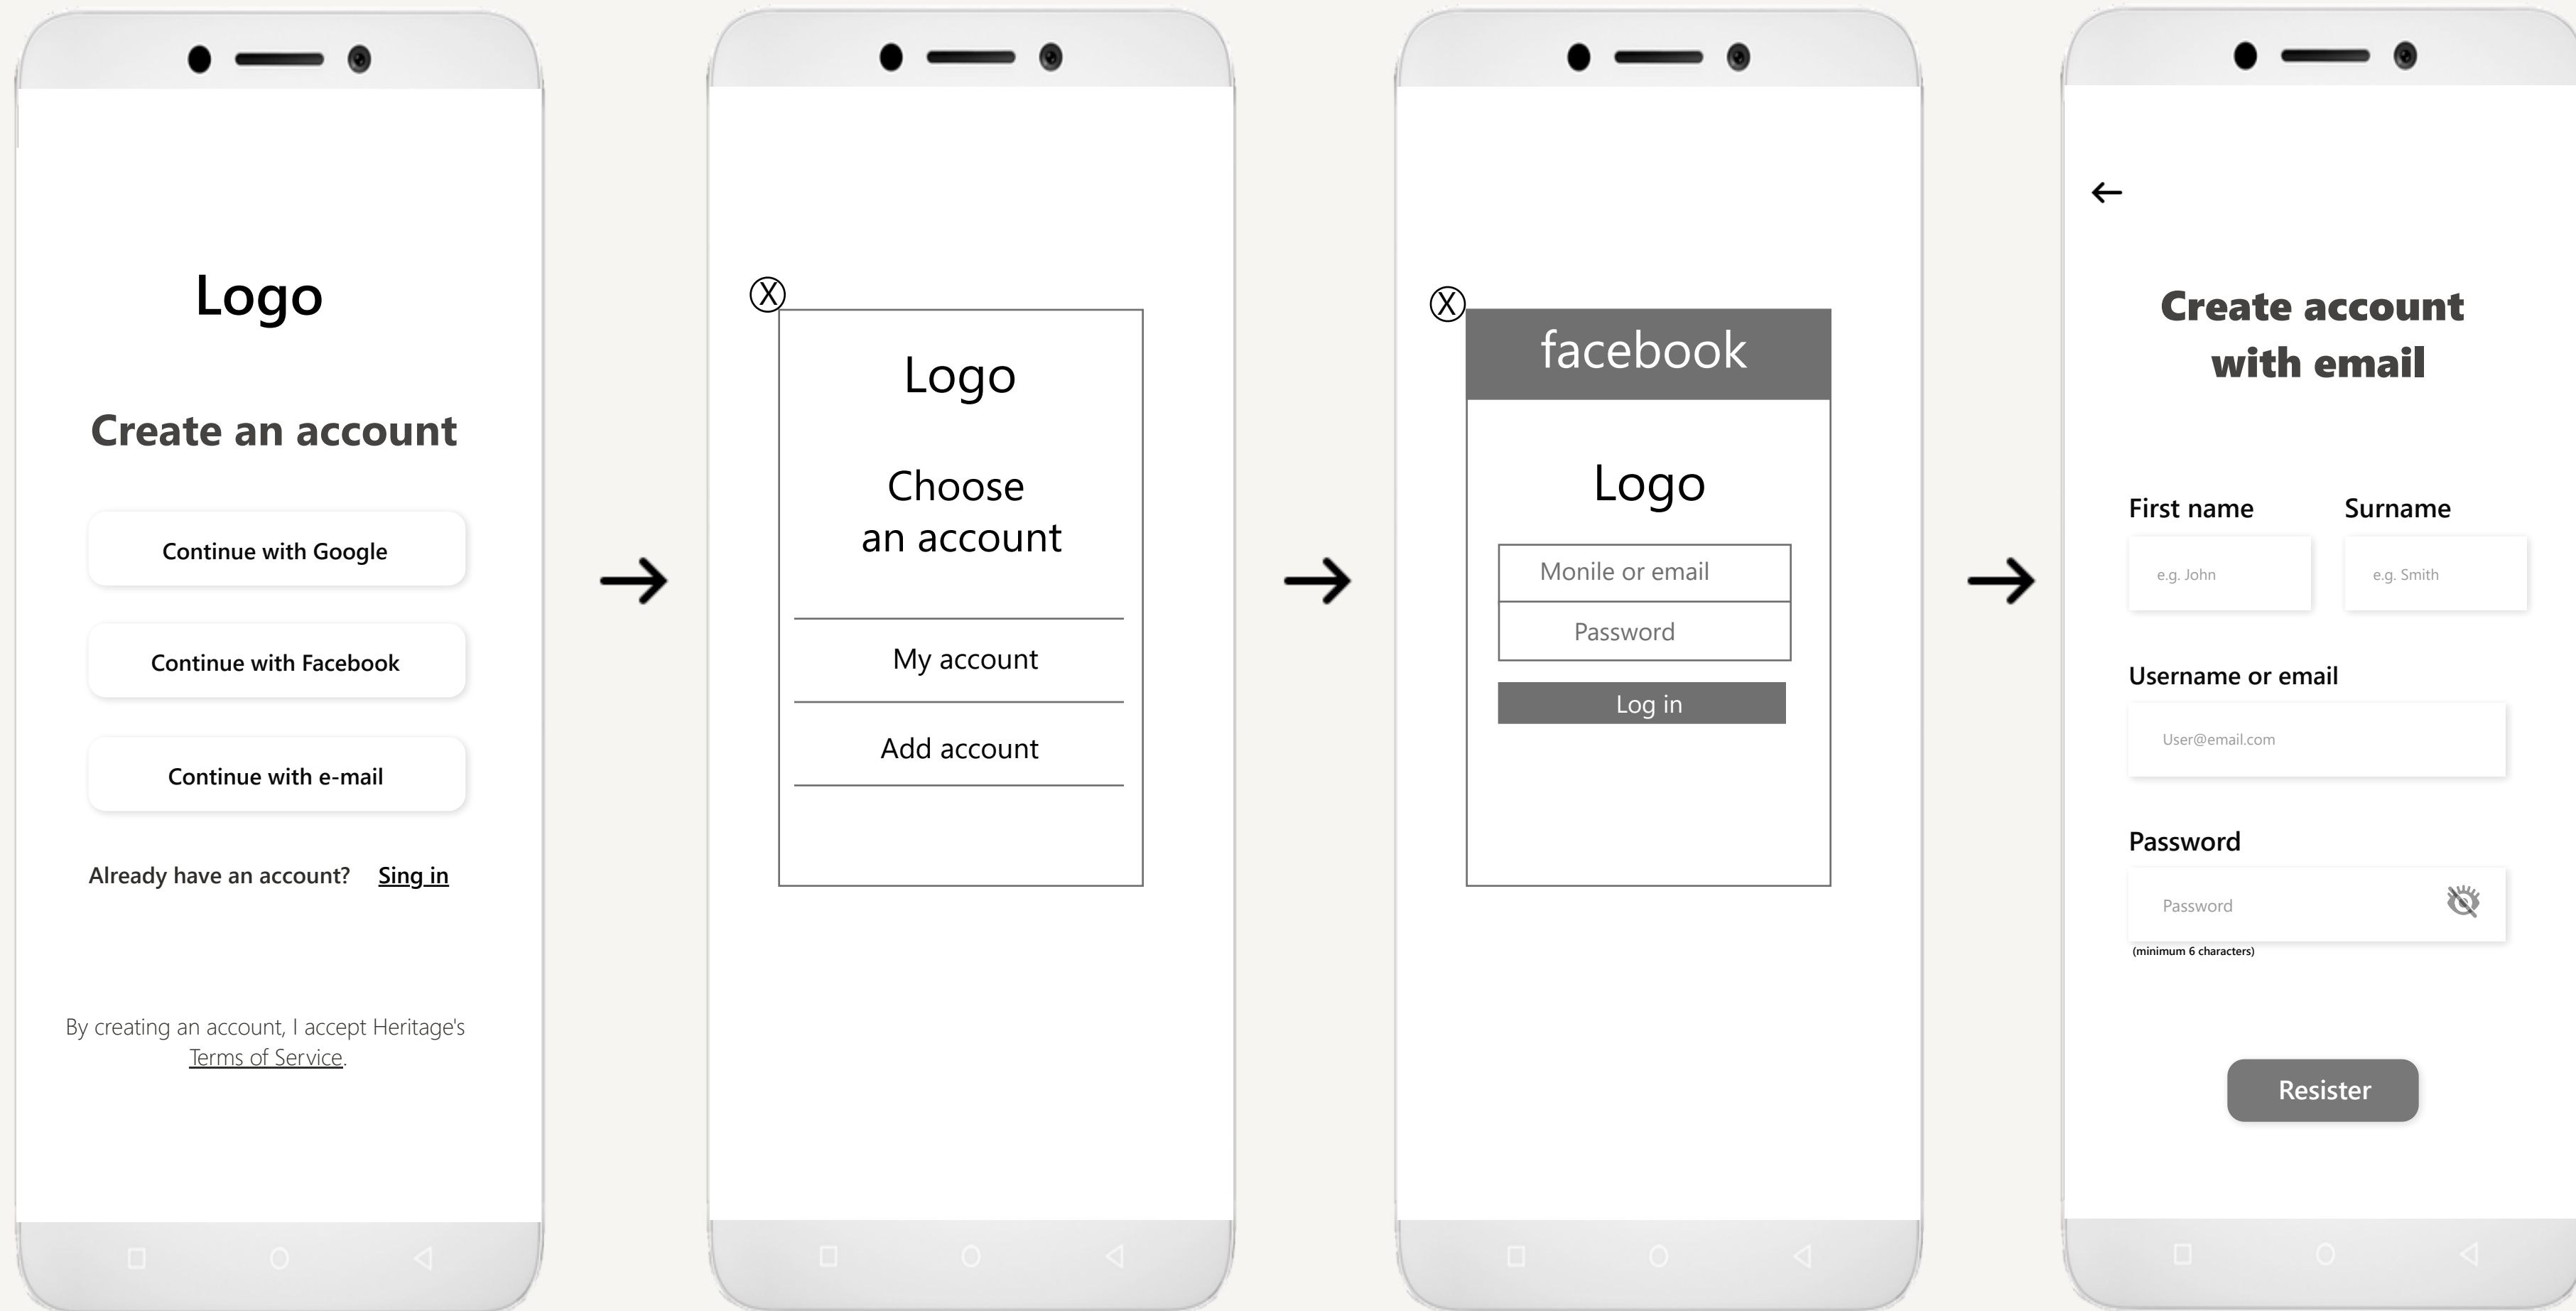 Logo
Create an account
Continue with Google
Continue with Facebook
Continue with e-mail
Already have an account? Sing in
By creating an account, I accept Heritage's
Terms of Service.
X
Logo
Choose
an account
My account
Add account
X
facebook
Logo
Monile or email
Password
Log in
Create account
with email
First name Surname
e.g. John e.g. Smith
Username or email
User@email.com
Password
Password
(minimum 6 characters)
Resister